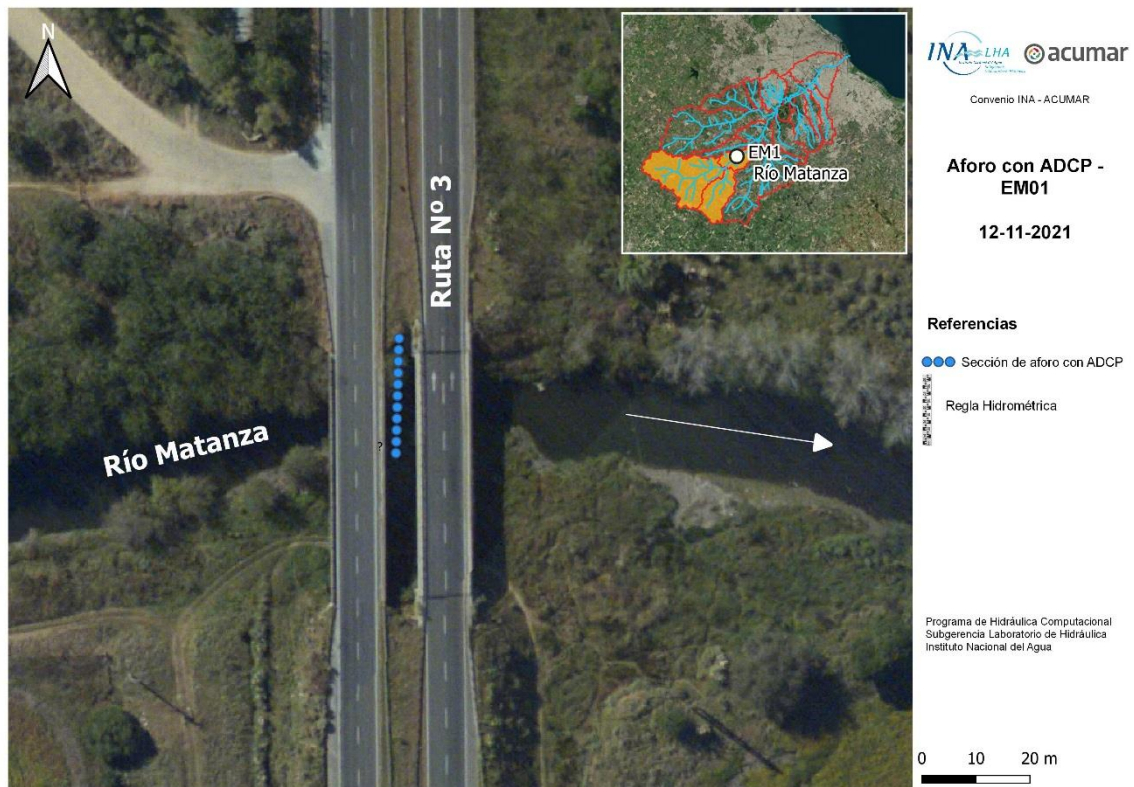 N
Ruta Nº 3
Río Matanza
?
EM1
Río Matanza
INA LHA acumar
Convenio INA - ACUMAR
Aforo con ADCP -
EM01
12-11-2021
Referencias
Sección de aforo con ADCP
Regla Hidrométrica
Programa de Hidráulica Computacional
Subgerencia Laboratorio de Hidráulica
Instituto Nacional del Agua
0 10 20 m